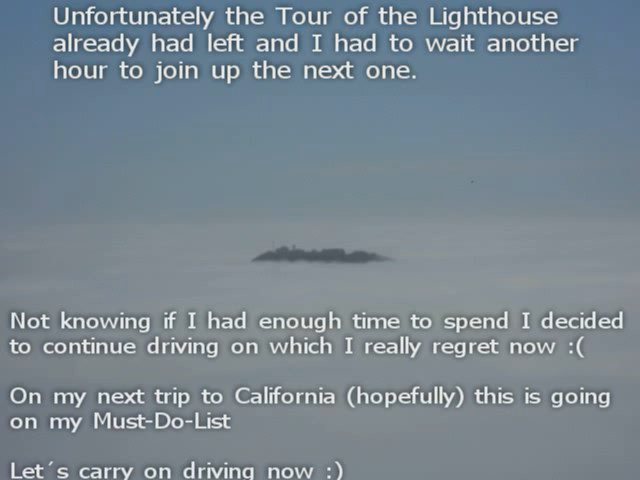 Unfortunately the Tour of the Lighthouse
already had left and I had to wait another
hour to join up the next one.
Not knowing if I had enough time to spend I decided
to continue driving on which I really regret now :(
On my next trip to California (hopefully) this is going
on my Must-Do-List
Let´s carry on driving now :)